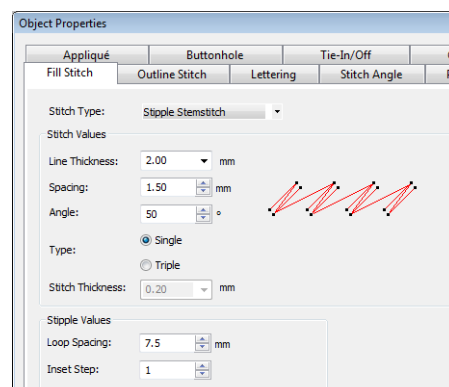 Object Properties
Appliqué Buttonhole Tie-In/Off
Fill Stitch Outline Stitch Lettering Stitch Angle
Stitch Type: Stipple Stemstitch
Stitch Values
Line Thickness: 2.00 mm
Spacing: 1.50 mm
Angle: 50 °
Type: Single
Triple
Stitch Thickness: 0.20 mm
Stipple Values
Loop Spacing: 7.5 mm
Inset Step: 1